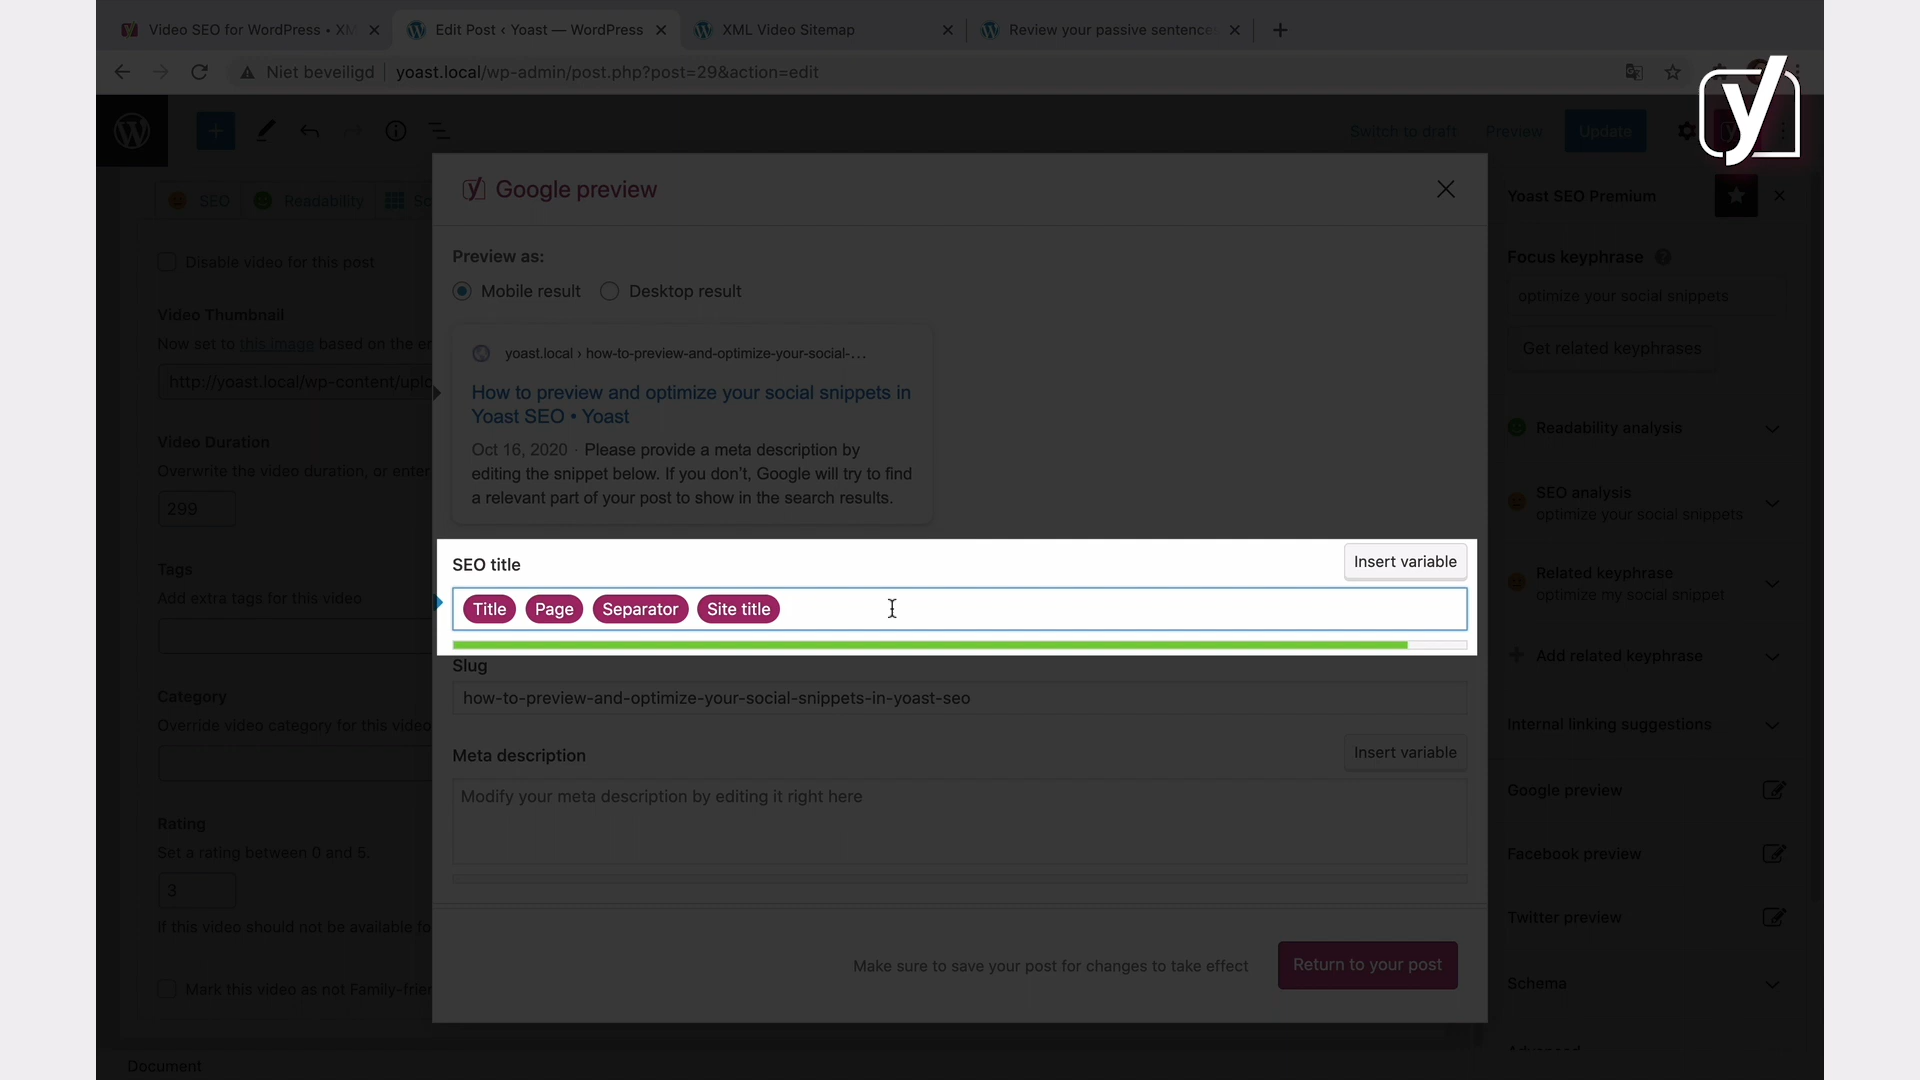 Video SEO for WordPress • XM
Edit Post ‹ Yoast — WordPress
XML Video Sitemap
Review your passive sentence
Niet beveiligd
yoast.local/wp-admin/post.php?post=29&action=edit
Switch to draft
Preview
Update
SEO
Readability
Sc
Google preview
Yoast SEO Premium
Disable video for this post
Preview as:
Focus keyphrase
Mobile result
Desktop result
optimize your social snippets
Video Thumbnail
Now set to this image based on the en
http://yoast.local/wp-content/uplo
Get related keyphrases
yoast.local › how-to-preview-and-optimize-your-social-...
How to preview and optimize your social snippets in
Yoast SEO • Yoast
Oct 16, 2020 · Please provide a meta description by
editing the snippet below. If you don't, Google will try to find
a relevant part of your post to show in the search results.
Video Duration
Overwrite the video duration, or enter
299
Readability analysis
SEO analysis
optimize your social snippets
SEO title
Insert variable
Title
Page
Separator
Site title
Tags
Add extra tags for this video
Related keyphrase
optimize my social snippet
Slug
how-to-preview-and-optimize-your-social-snippets-in-yoast-seo
Add related keyphrase
Category
Override video category for this video
Internal linking suggestions
Meta description
Insert variable
Modify your meta description by editing it right here
Google preview
Rating
Set a rating between 0 and 5.
3
If this video should not be available fo
Facebook preview
Twitter preview
Make sure to save your post for changes to take effect
Return to your post
Mark this video as not Family-frien
Schema
Advanced
Document